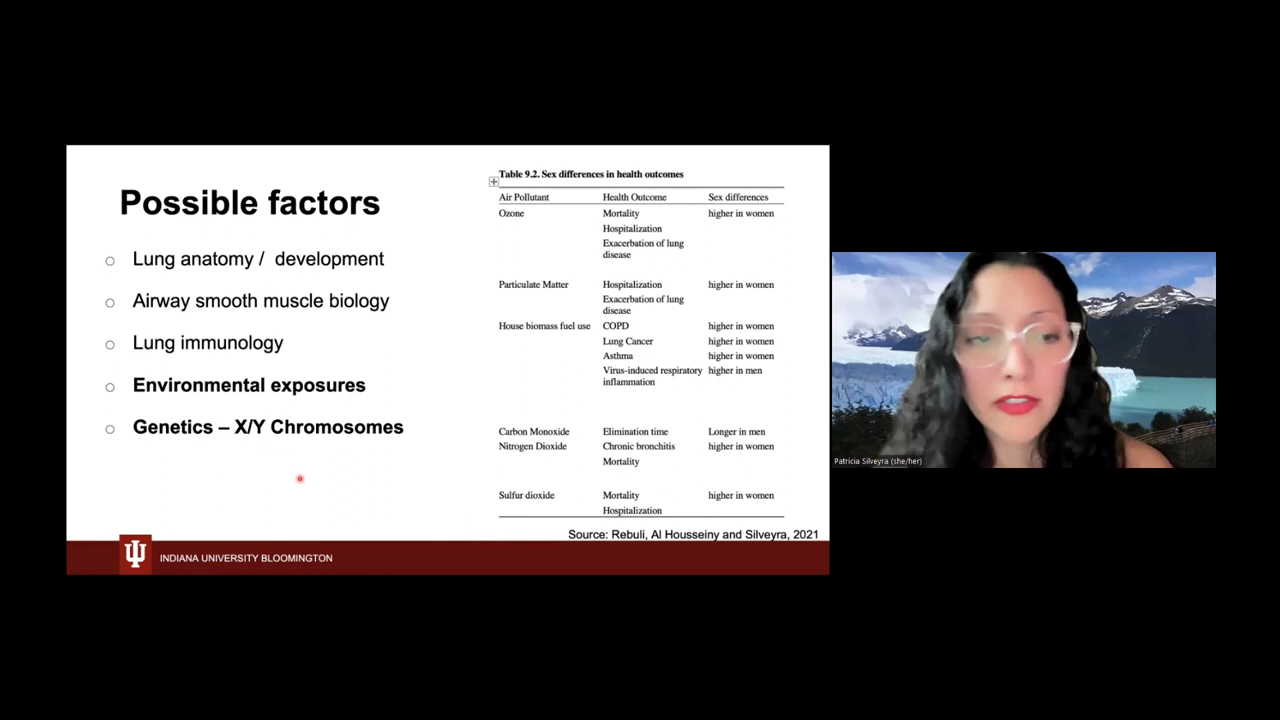 Possible factors
Lung anatomy / development
Airway smooth muscle biology
Lung immunology
Environmental exposures
Genetics – X/Y Chromosomes
Table 9.2. Sex differences in health outcomes
Air Pollutant Health Outcome Sex differences
Ozone Mortality higher in women
Hospitalization
Exacerbation of lung
disease
Particulate Matter Hospitalization higher in women
Exacerbation of lung
disease
House biomass fuel use COPD higher in women
Lung Cancer higher in women
Asthma higher in women
Virus-induced respiratory higher in men
inflammation
Carbon Monoxide Elimination time Longer in men
Nitrogen Dioxide Chronic bronchitis higher in women
Mortality
Sulfur dioxide Mortality higher in women
Hospitalization
Source: Rebuli, Al Housseiny and Silveyra, 2021
INDIANA UNIVERSITY BLOOMINGTON
Patricia Silveyra (she/her)